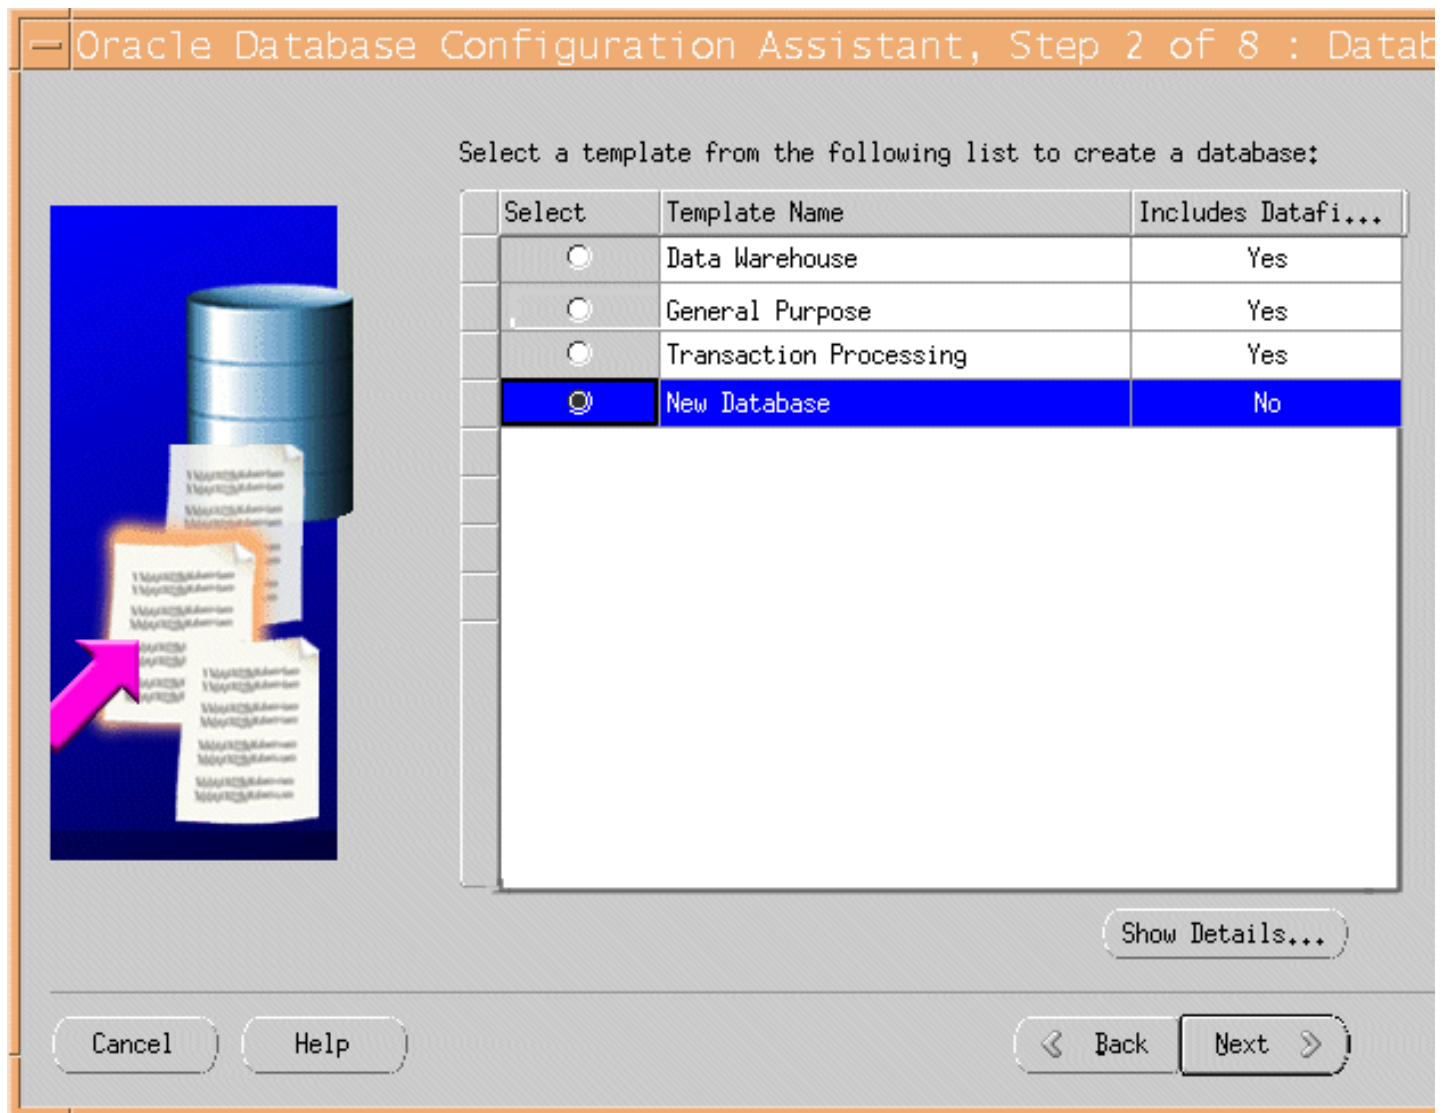 Oracle Database Configuration Assistant, Step 2 of 8 : Datab
Select a template from the following list to create a database:
Select Template Name Includes Datafi...
Data Warehouse Yes
General Purpose Yes
Transaction Processing Yes
New Database No
Show Details...
Cancel Help Back Next